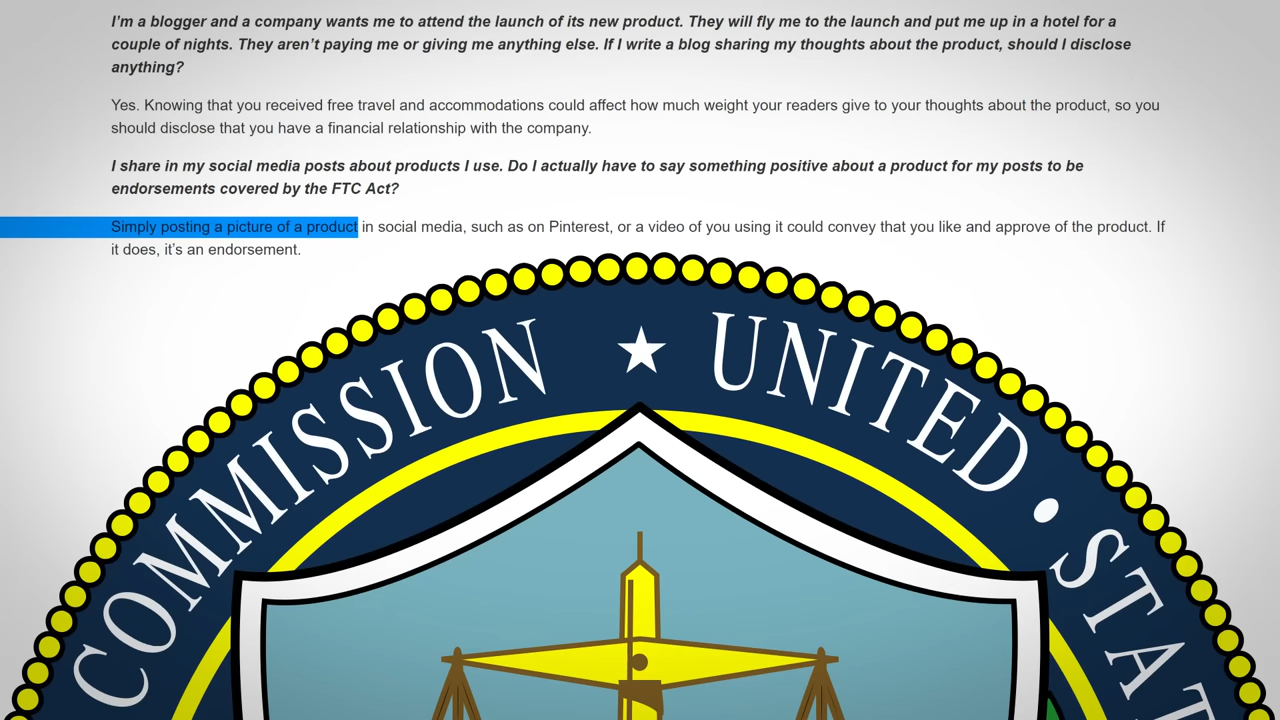 I’m a blogger and a company wants me to attend the launch of its new product. They will fly me to the launch and put me up in a hotel for a
couple of nights. They aren’t paying me or giving me anything else. If I write a blog sharing my thoughts about the product, should I disclose
anything?
Yes. Knowing that you received free travel and accommodations could affect how much weight your readers give to your thoughts about the product, so you
should disclose that you have a financial relationship with the company.
I share in my social media posts about products I use. Do I actually have to say something positive about a product for my posts to be
endorsements covered by the FTC Act?
Simply posting a picture of a product in social media, such as on Pinterest, or a video of you using it could convey that you like and approve of the product. If
it does, it’s an endorsement.
COMMISSION ★ UNITED • STAT